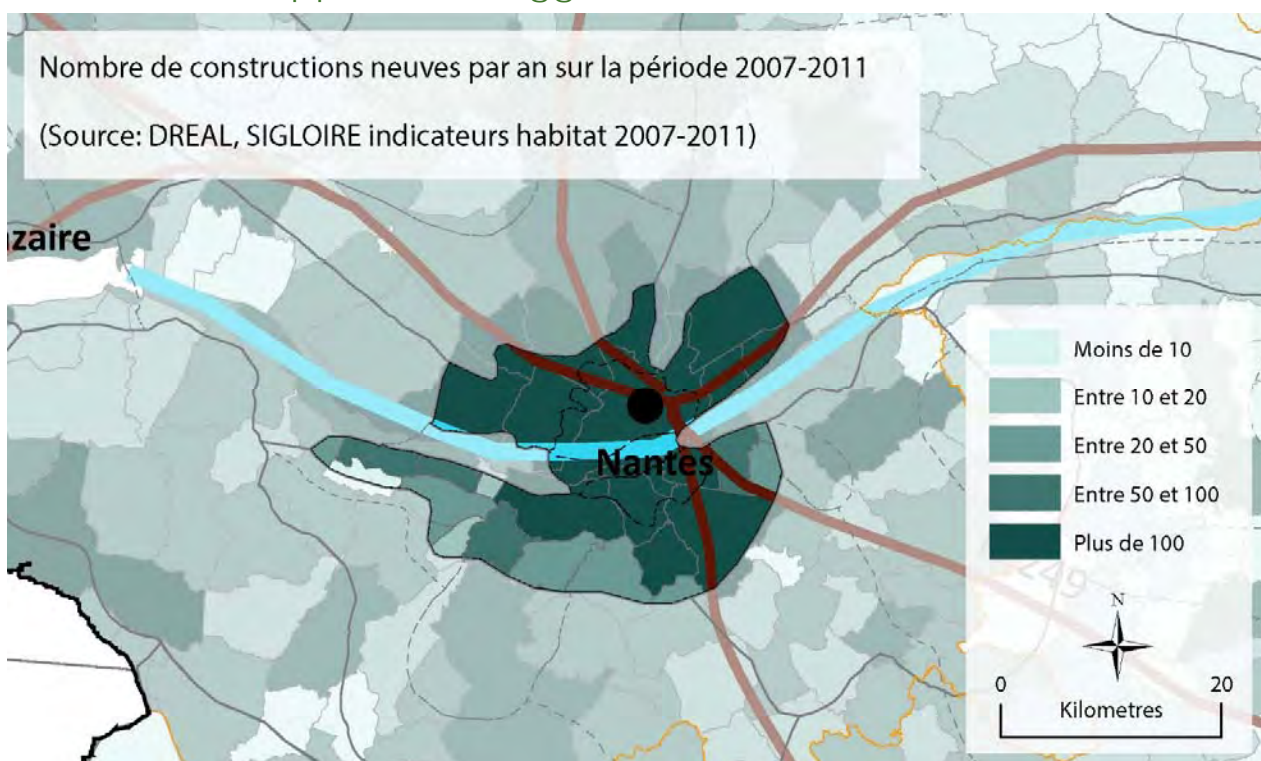 Nombre de constructions neuves par an sur la période 2007-2011
(Source: DREAL, SIGLOIRE indicateurs habitat 2007-2011)
zaire
Nantes
Moins de 10
Entre 10 et 20
Entre 20 et 50
Entre 50 et 100
Plus de 100
249
N
0 20
Kilometres